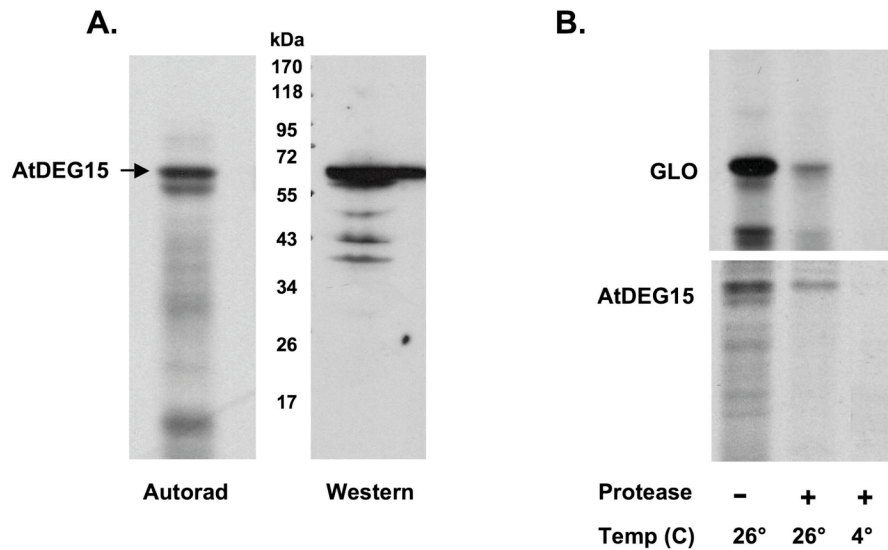 A.
kDa
170
118
95
72
55
43
34
26
17
AtDEG15
Autorad
Western
B.
GLO
AtDEG15
Protease - + +
Temp (C) 26° 26° 4°